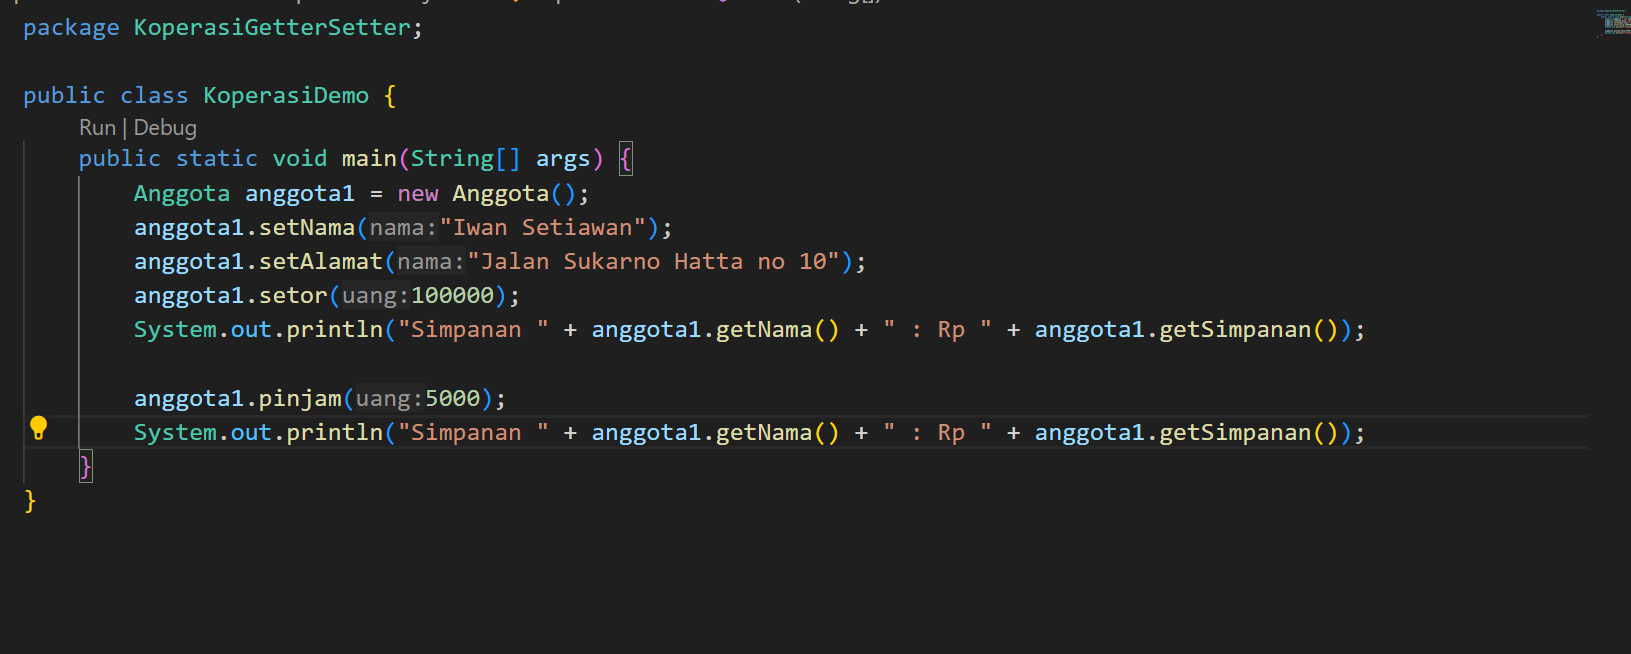 package KoperasiGetterSetter;
public class KoperasiDemo {
Run | Debug
public static void main(String[] args) {
Anggota anggota1 = new Anggota();
anggota1.setNama(nama:"Iwan Setiawan");
anggota1.setAlamat(nama:"Jalan Sukarno Hatta no 10");
anggota1.setor(uang:100000);
System.out.println("Simpanan " + anggota1.getNama() + " : Rp " + anggota1.getSimpanan());
anggota1.pinjam(uang:5000);
System.out.println("Simpanan " + anggota1.getNama() + " : Rp " + anggota1.getSimpanan());
}
}